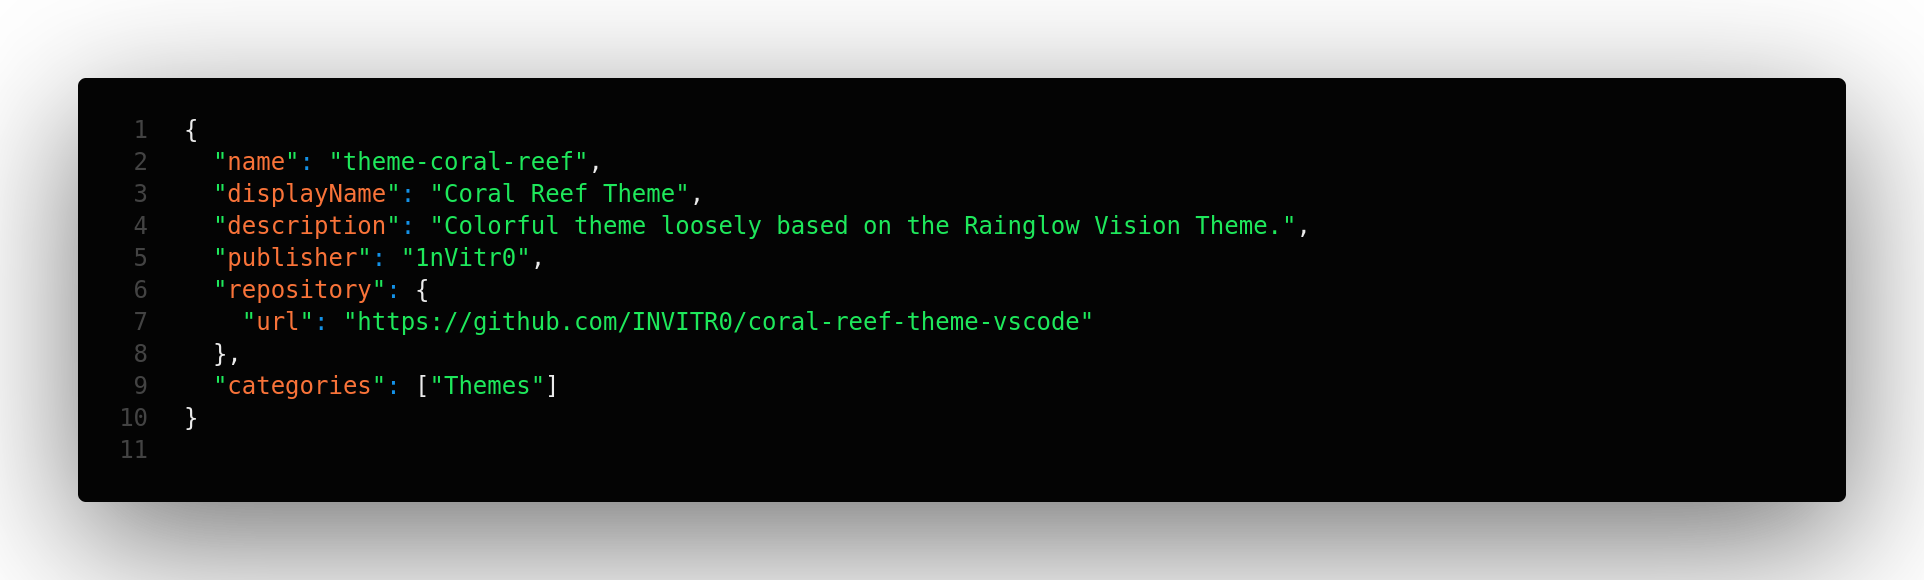 1 {
2   "name": "theme-coral-reef",
3   "displayName": "Coral Reef Theme",
4   "description": "Colorful theme loosely based on the Rainglow Vision Theme.",
5   "publisher": "1nVitr0",
6   "repository": {
7     "url": "https://github.com/INVITR0/coral-reef-theme-vscode"
8   },
9   "categories": ["Themes"]
10 }
11